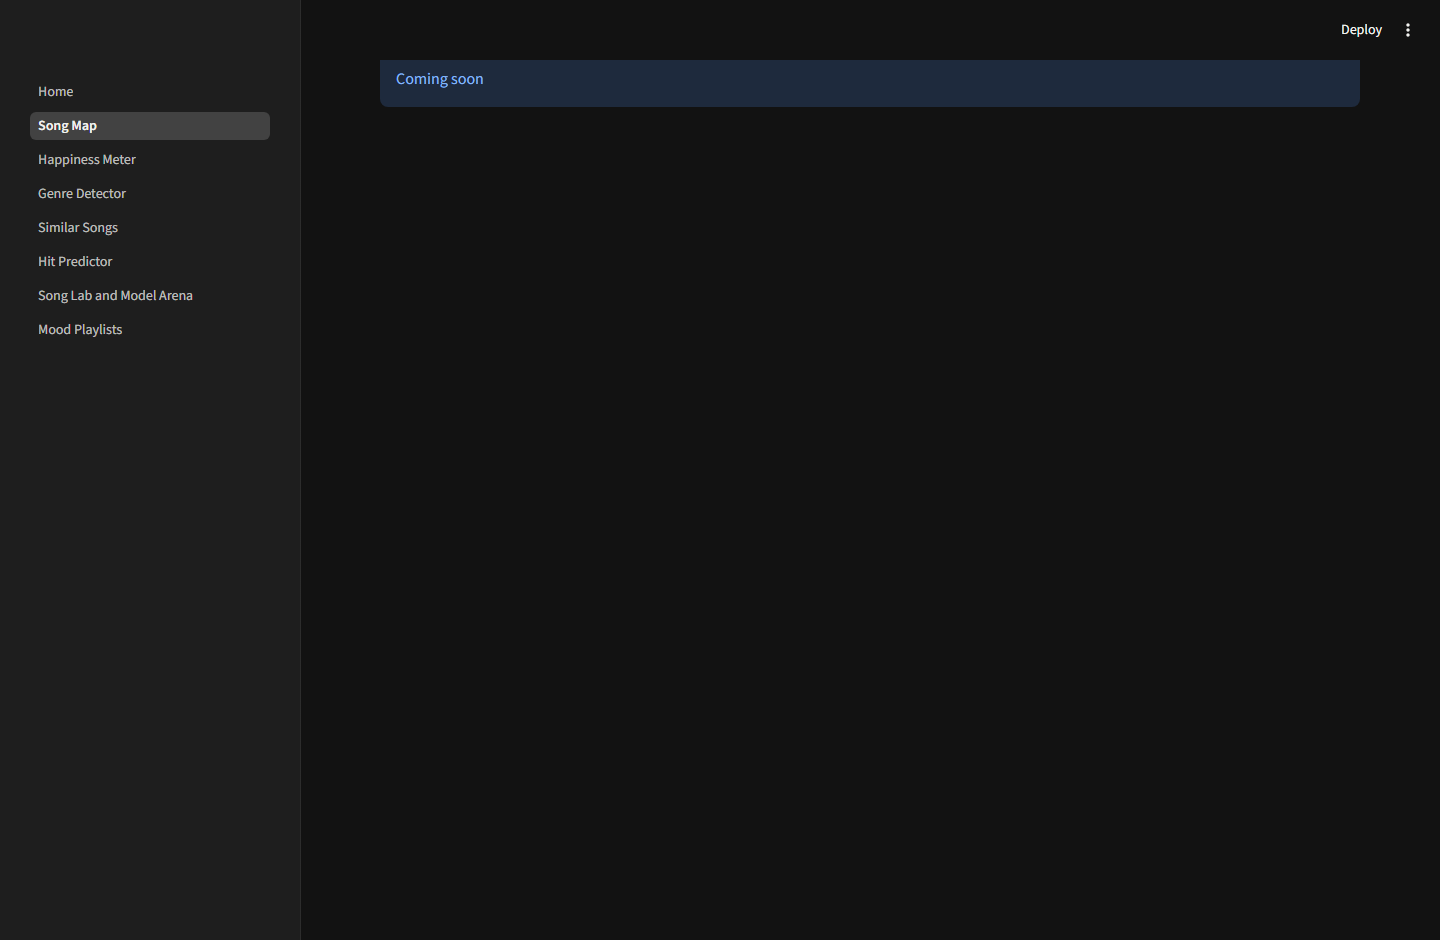 Deploy
Home
Song Map
Happiness Meter
Genre Detector
Similar Songs
Hit Predictor
Song Lab and Model Arena
Mood Playlists
Coming soon